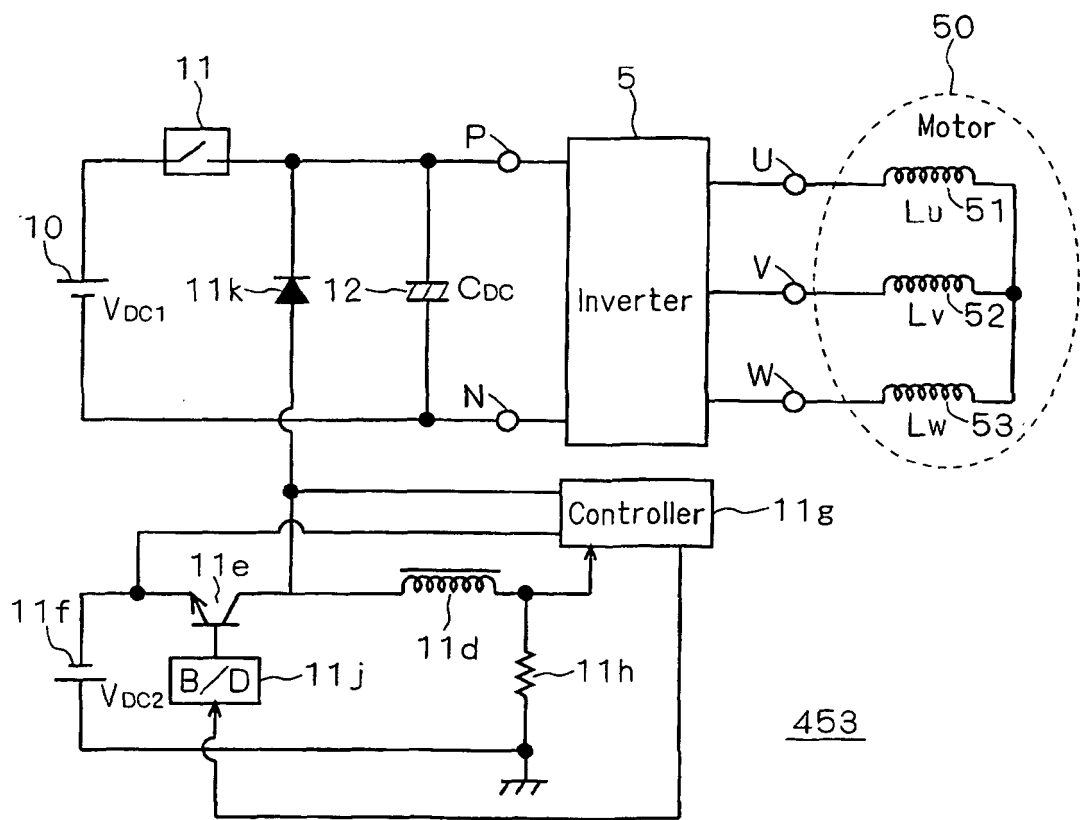 50
11
5
P
Motor
U
Lu
51
10
VDC1
11k
12
CDC
Inverter
V
Lv
52
N
W
Lw
53
Controller
11g
11e
11f
11d
VDC2
B/D
11j
11h
453